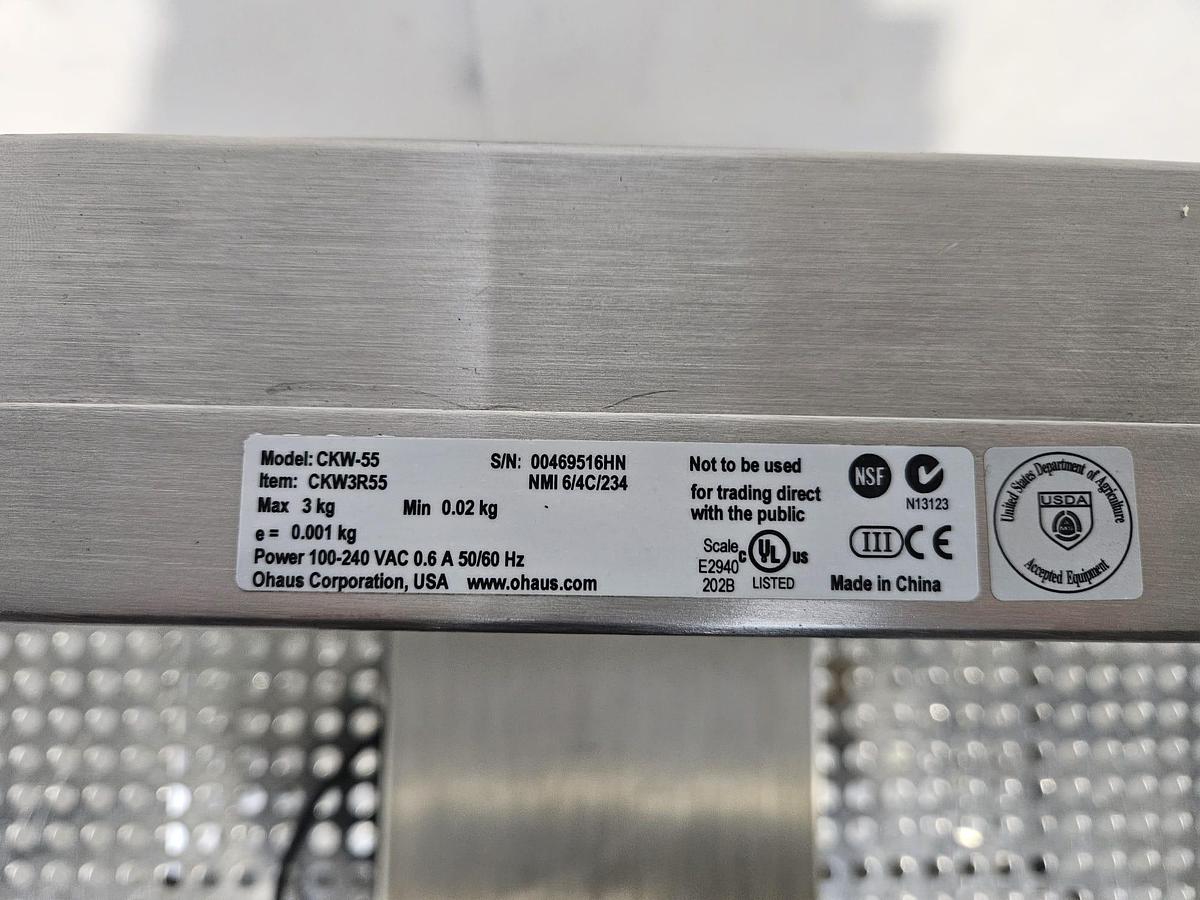 Model: CKW-55
Item: CKW3R55
Max 3 kg Min 0.02 kg
e = 0.001 kg
Power 100-240 VAC 0.6 A 50/60 Hz
Ohaus Corporation, USA www.ohaus.com
S/N: 00469516HN
NMI 6/4C/234
Not to be used
for trading direct
with the public
Scale
E2940
202B
C UL US
LISTED
NSF
N13123
III CE
Made in China
United States Department of Agriculture
USDA
AMS
Accepted Equipment